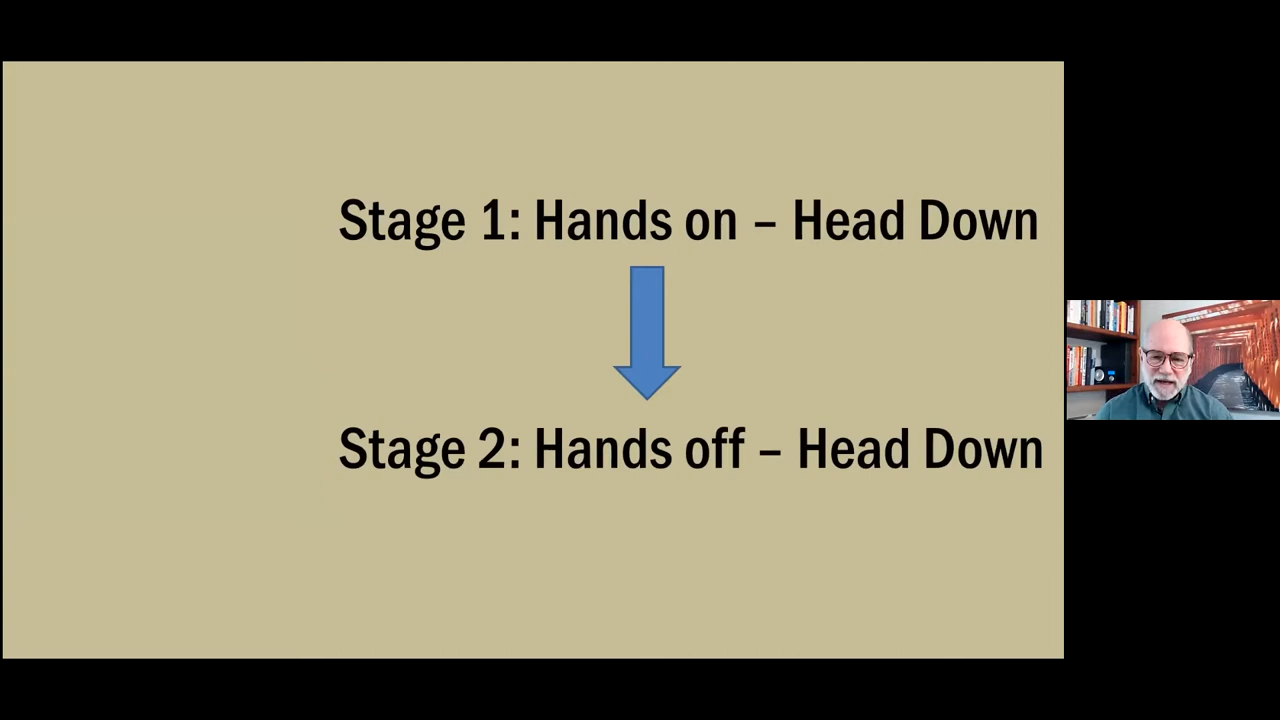 Stage 1: Hands on – Head Down
Stage 2: Hands off – Head Down